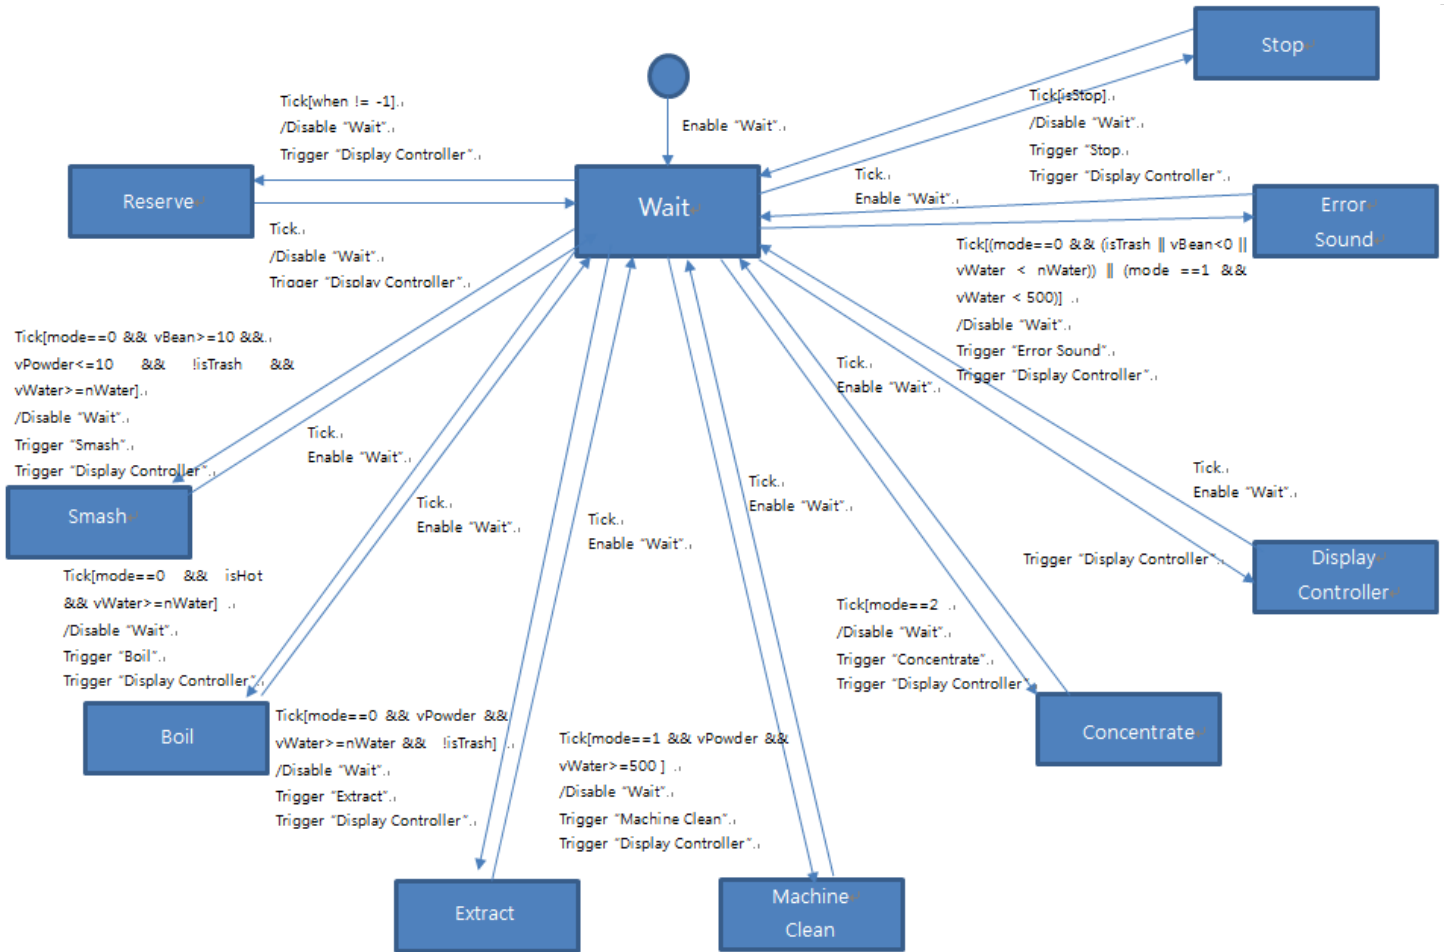 Stop
Tick[when != -1].
/Disable “Wait”.
Trigger “Display Controller”.
Enable “Wait”.
Tick[isStop].
/Disable “Wait”.
Trigger “Stop.
Trigger “Display Controller”.
Reserve
Wait
Tick.
Enable “Wait”.
Error
Sound
Tick.
/Disable “Wait”.
Trigger “Display Controller”.
Tick[(mode==0 && (isTrash || vBean<0 ||
vWater < nWater)) || (mode ==1 &&
vWater < 500)] .
/Disable “Wait”.
Trigger “Error Sound”.
Trigger “Display Controller”.
Tick[mode==0 && vBean>=10 &&.
vPowder<=10 && !isTrash &&
vWater>=nWater].
/Disable “Wait”.
Trigger “Smash”.
Trigger “Display Controller”.
Tick.
Enable “Wait”.
Tick.
Enable “Wait”.
Tick.
Enable “Wait”.
Tick.
Enable “Wait”.
Tick.
Enable “Wait”.
Tick.
Enable “Wait”.
Smash
Trigger “Display Controller”.
Display
Controller
Tick[mode==0 && isHot
&& vWater>=nWater] .
/Disable “Wait”.
Trigger “Boil”.
Trigger “Display Controller”.
Tick[mode==2 .
/Disable “Wait”.
Trigger “Concentrate”.
Trigger “Display Controller”
Boil
Tick[mode==0 && vPowder &&
vWater>=nWater && !isTrash] .
/Disable “Wait”.
Trigger “Extract”.
Trigger “Display Controller”.
Tick[mode==1 && vPowder &&
vWater>=500 ] .
/Disable “Wait”.
Trigger “Machine Clean”.
Trigger “Display Controller”.
Concentrate
Extract
Machine
Clean